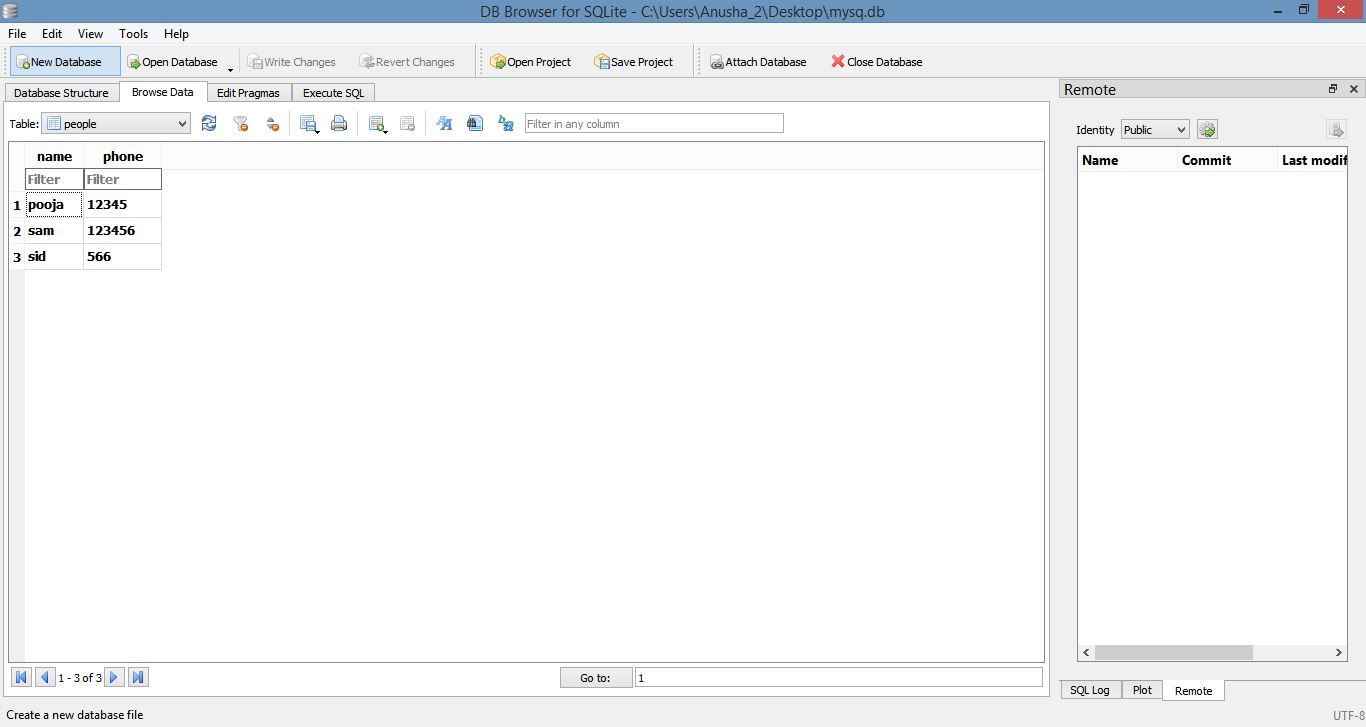 DB Browser for SQLite - C:\Users\Anusha_2\Desktop\mysq.db
File Edit View Tools Help
New Database Open Database Write Changes Revert Changes Open Project Save Project Attach Database Close Database
Database Structure Browse Data Edit Pragmas Execute SQL
Table: people Filter in any column
name phone
Filter Filter
1 pooja 12345
2 sam 123456
3 sid 566
1 - 3 of 3 Go to: 1
Remote
Identity Public
Name Commit Last modif
SQL Log Plot Remote
Create a new database file UTF-8